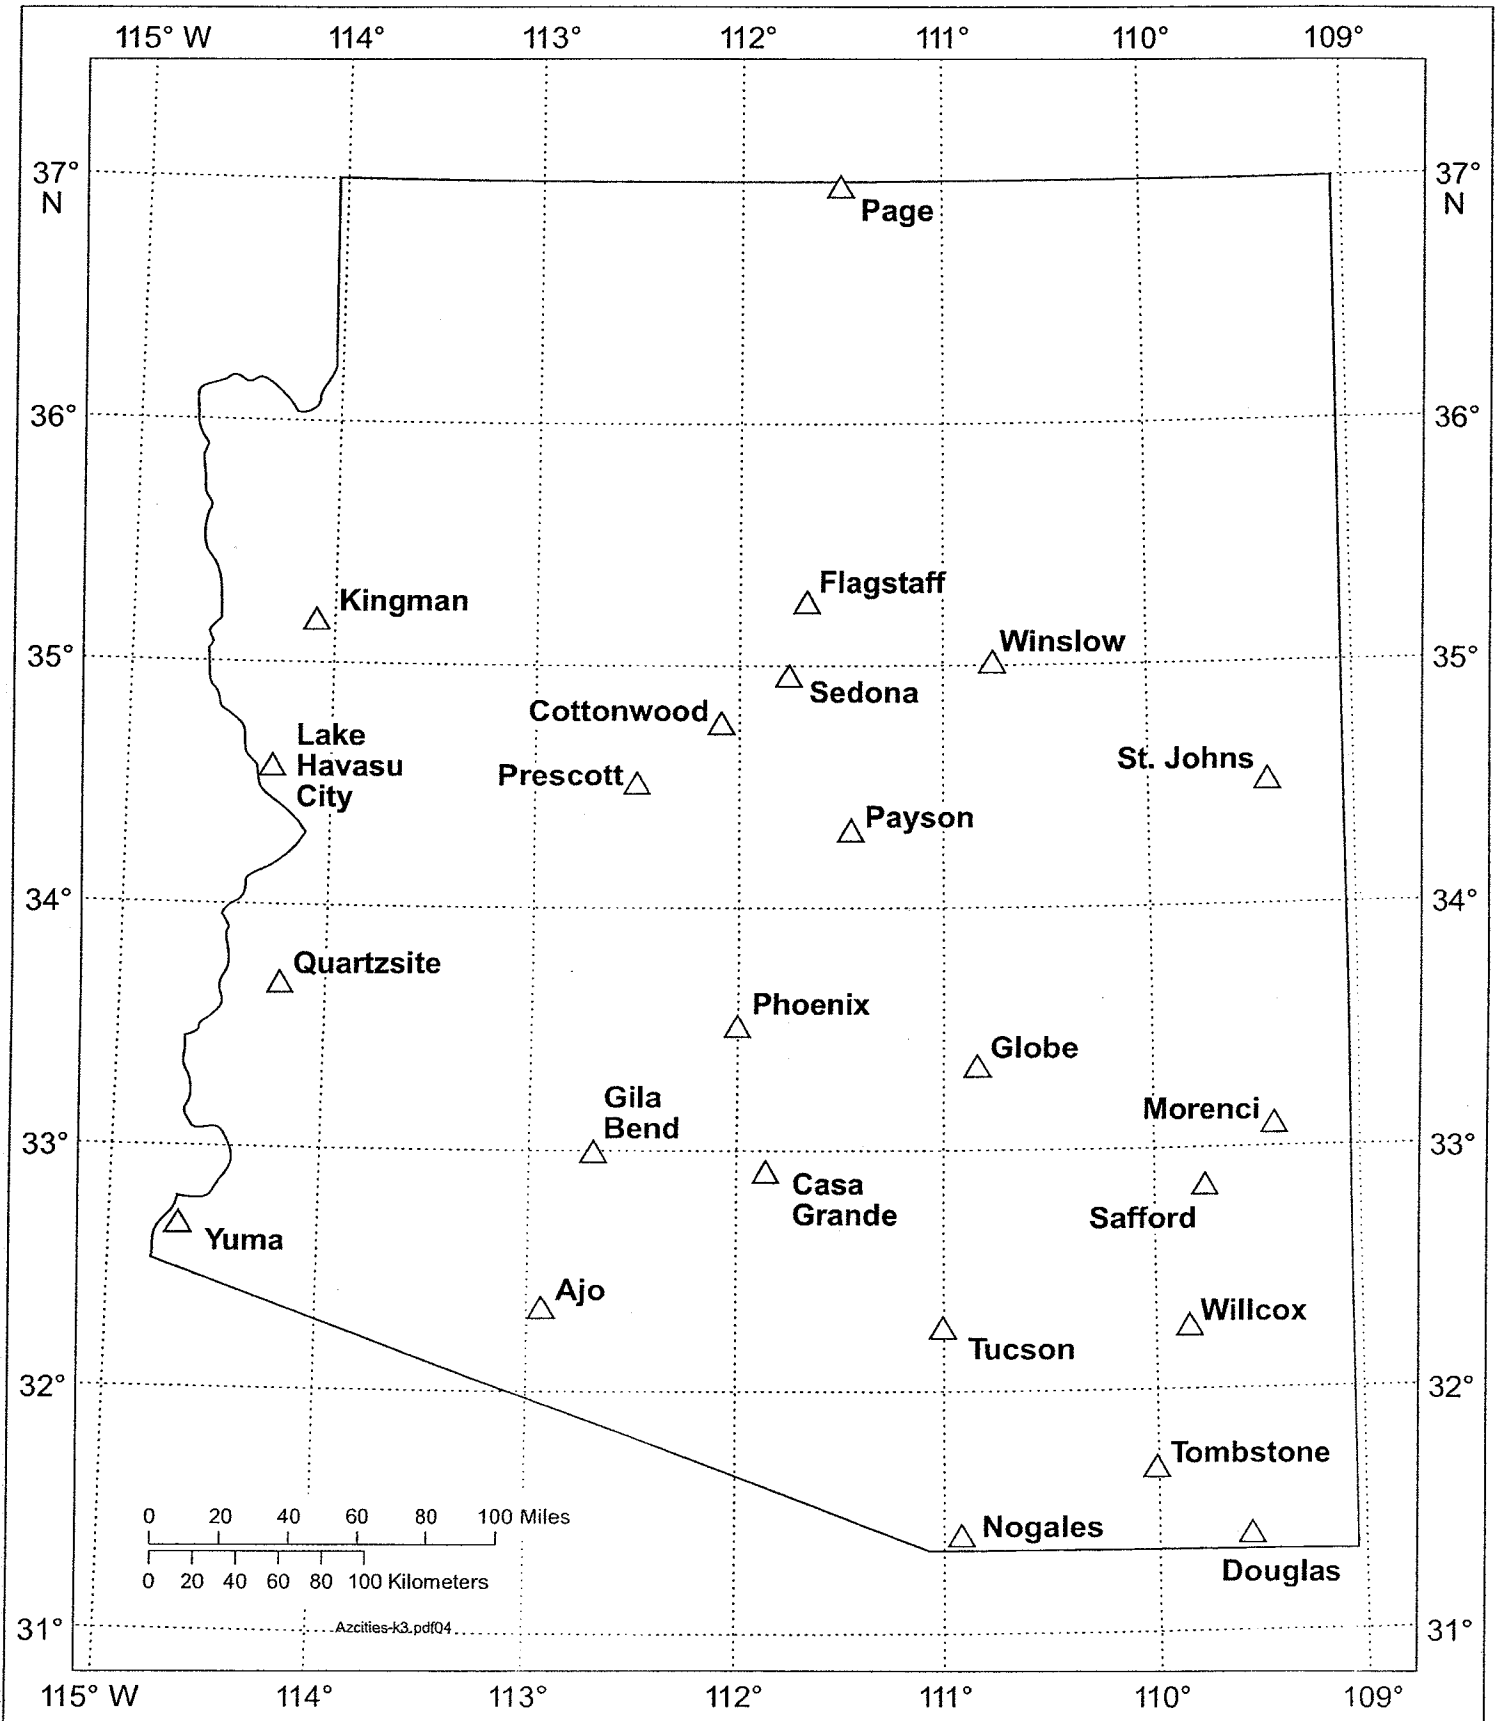 115° W 114° 113° 112° 111° 110° 109°
37° 37°
N N
Page
36° 36°
Flagstaff
Kingman
Winslow
35° 35°
Sedona
Cottonwood
Lake
Havasu
City
St. Johns
Prescott
Payson
34° 34°
Quartzsite
Phoenix
Globe
Gila
Bend
Morenci
33° 33°
Casa
Grande
Safford
Yuma
Ajo
Willcox
Tucson
32° 32°
Tombstone
0 20 40 60 80 100 Miles
Nogales
Douglas
0 20 40 60 80 100 Kilometers
Azcities-k3.pdf04
31° 31°
115° W 114° 113° 112° 111° 110° 109°